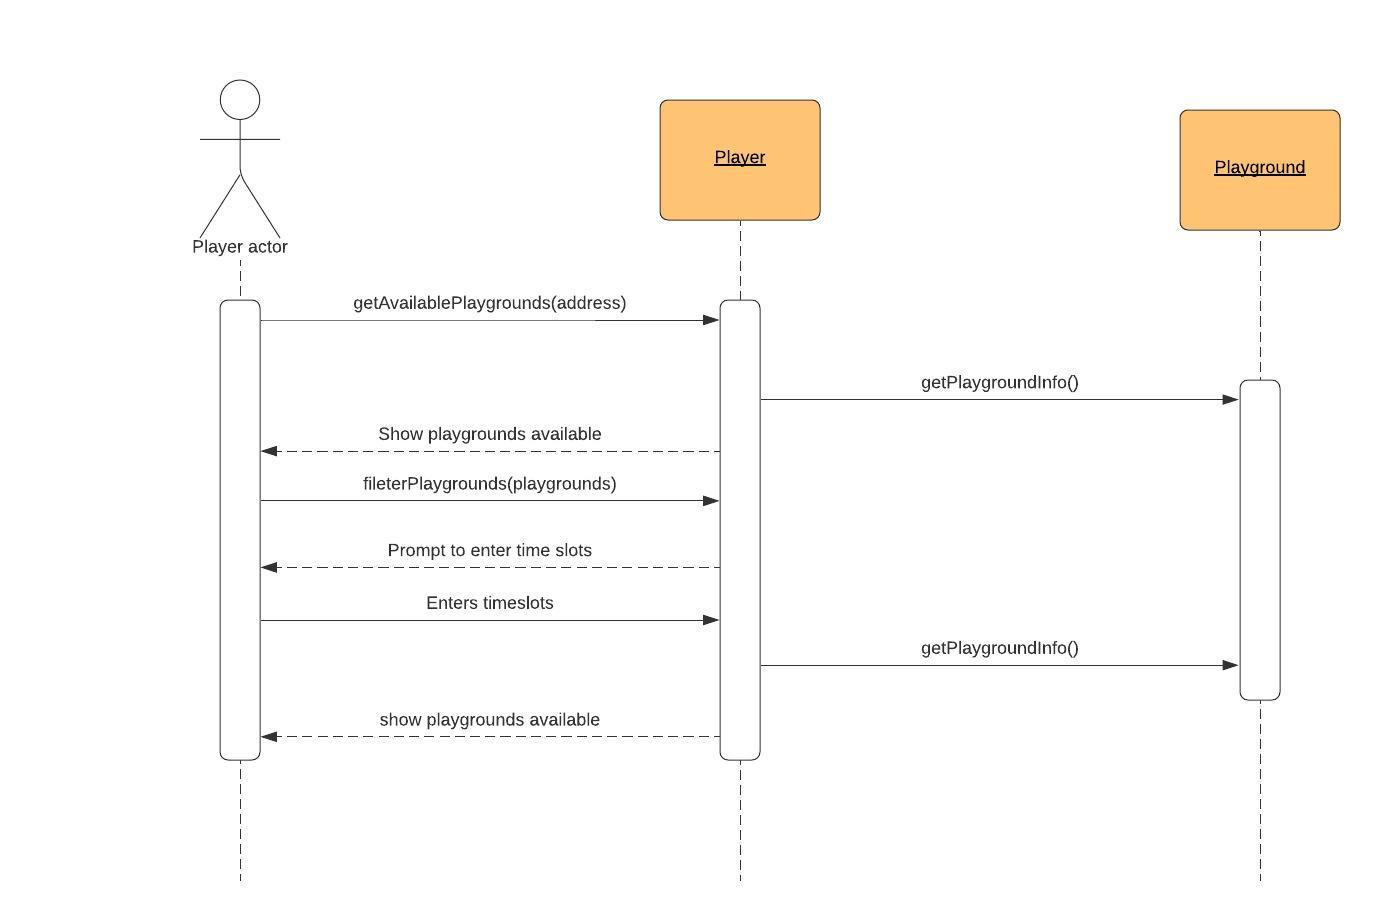 Player
Playground
Player actor
getAvailablePlaygrounds(address)
getPlaygroundInfo()
Show playgrounds available
fileterPlaygrounds(playgrounds)
Prompt to enter time slots
Enters timeslots
getPlaygroundInfo()
show playgrounds available